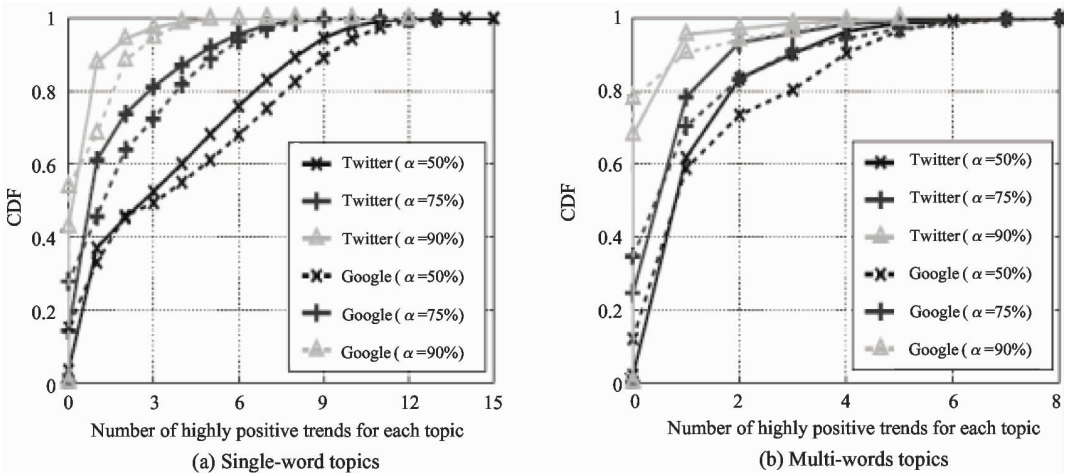 1
0.8
0.6
0.4
0.2
0
CDF
Twitter ( α=50%)
Twitter ( α=75%)
Twitter ( α=90%)
Google ( α=50%)
Google ( α=75%)
Google ( α=90%)
0 3 6 9 12 15
Number of highly positive trends for each topic
(a) Single-word topics
1
0.8
0.6
0.4
0.2
0
CDF
Twitter ( α=50%)
Twitter ( α=75%)
Twitter ( α=90%)
Google ( α=50%)
Google ( α=75%)
Google ( α=90%)
0 2 4 6 8
Number of highly positive trends for each topic
(b) Multi-words topics